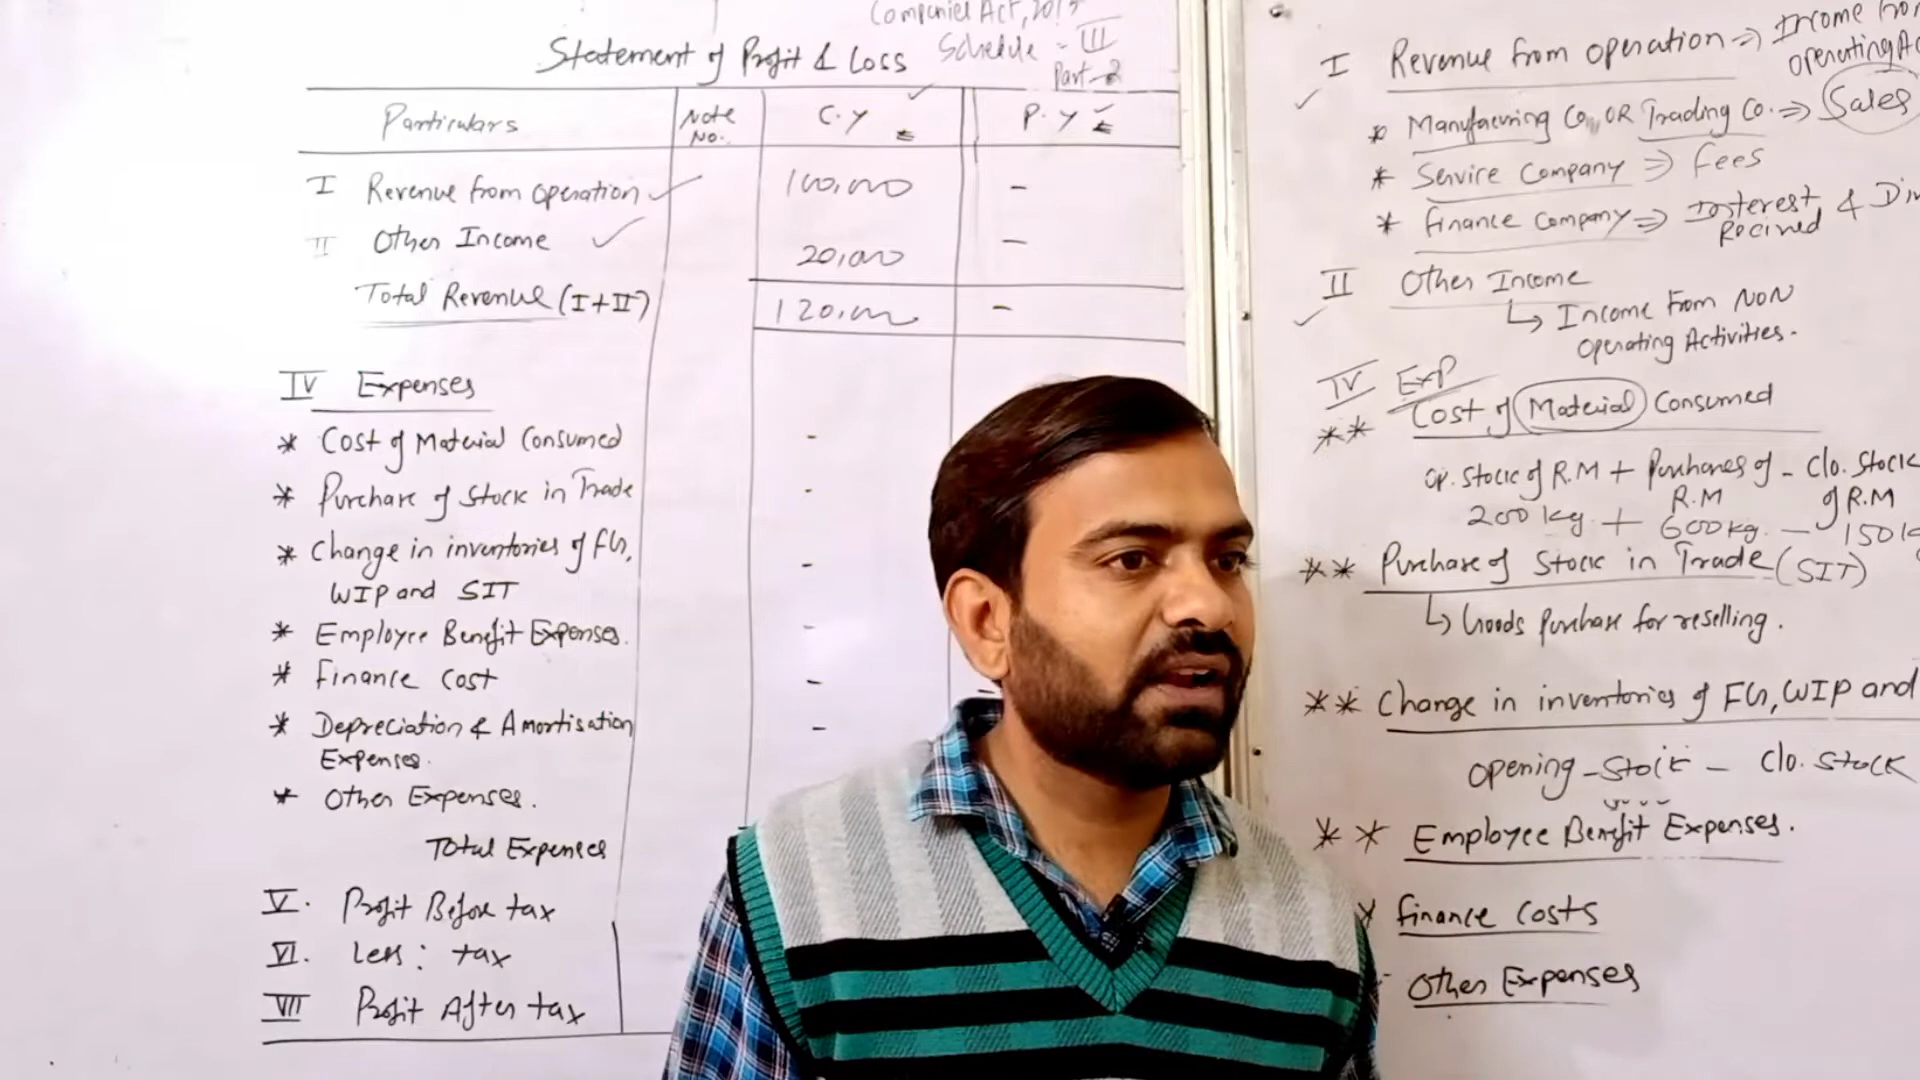 Companies Act, 2013
Statement of Profit & Loss Schedule - III
Part-2
Particulars Note No. C.Y P.Y
I Revenue from operation 100,000 -
II Other Income 20,000 -
Total Revenue (I+II) 120,000 -
IV Expenses
* Cost of Material Consumed -
* Purchase of Stock in Trade -
* Change in inventories of FG, -
WIP and SIT
* Employee Benefit Expenses. -
* Finance Cost -
* Depreciation & Amortisation -
Expenses.
* Other Expenses.
Total Expenses
V. Profit Before tax
VI. Less: tax
VII Profit After tax
I Revenue from operation => Income
operating
* Manufacuring Co,, OR Trading Co. => Sales
* Service Company => Fees
* Finance Company => Interest &
Recived
II Other Income
↳ Income From NON
Operating Activities.
IV Exp
** Cost of Material Consumed
Op. Stock of R.M + Purchases of - Clo. Stock
R.M of R.M
200 kg + 600 kg. - 150
** Purchase of Stock in Trade (SIT)
↳ Goods Purchase for reselling.
** Change in inventories of FG, WIP and
Opening - Stock - Clo. Stock
** Employee Benefit Expenses.
Finance Costs
Other Expenses